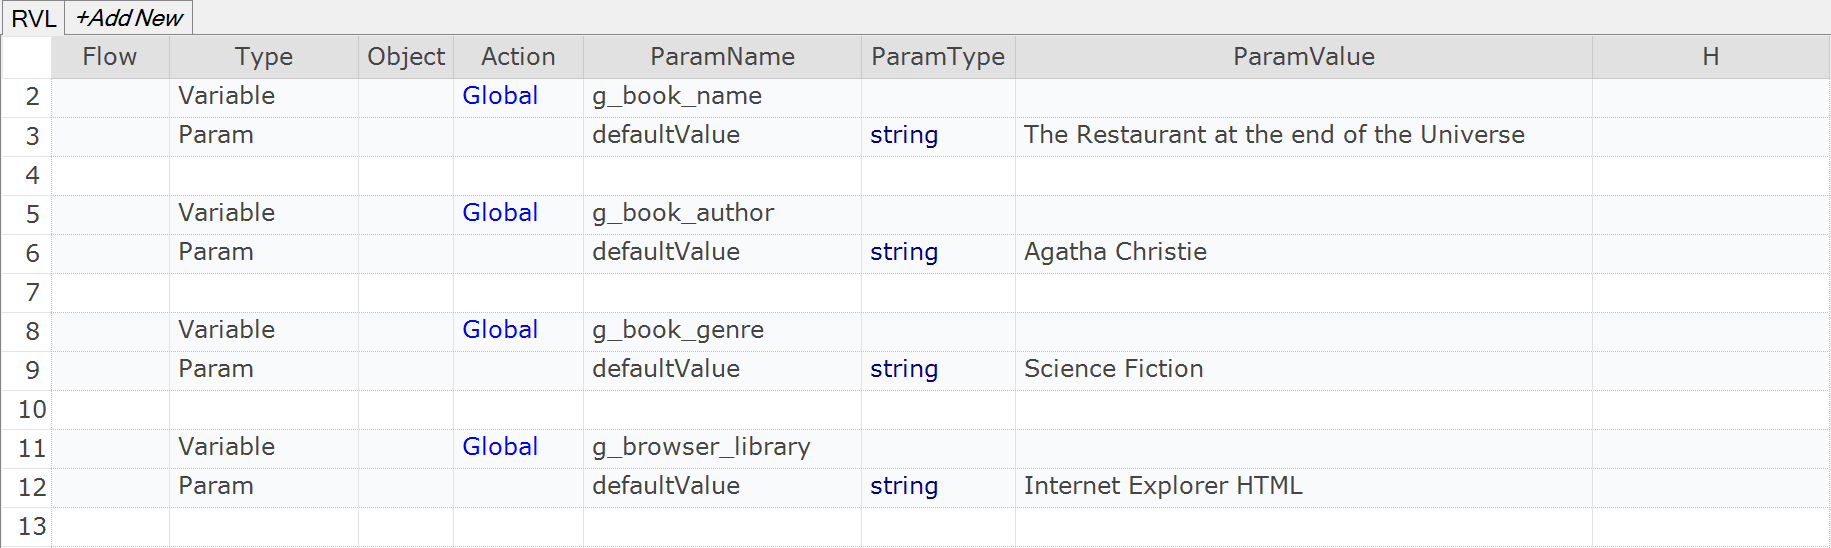 RVL +Add New
Flow Type Object Action ParamName ParamType ParamValue H
2 Variable Global g_book_name
3 Param defaultValue string The Restaurant at the end of the Universe
4
5 Variable Global g_book_author
6 Param defaultValue string Agatha Christie
7
8 Variable Global g_book_genre
9 Param defaultValue string Science Fiction
10
11 Variable Global g_browser_library
12 Param defaultValue string Internet Explorer HTML
13